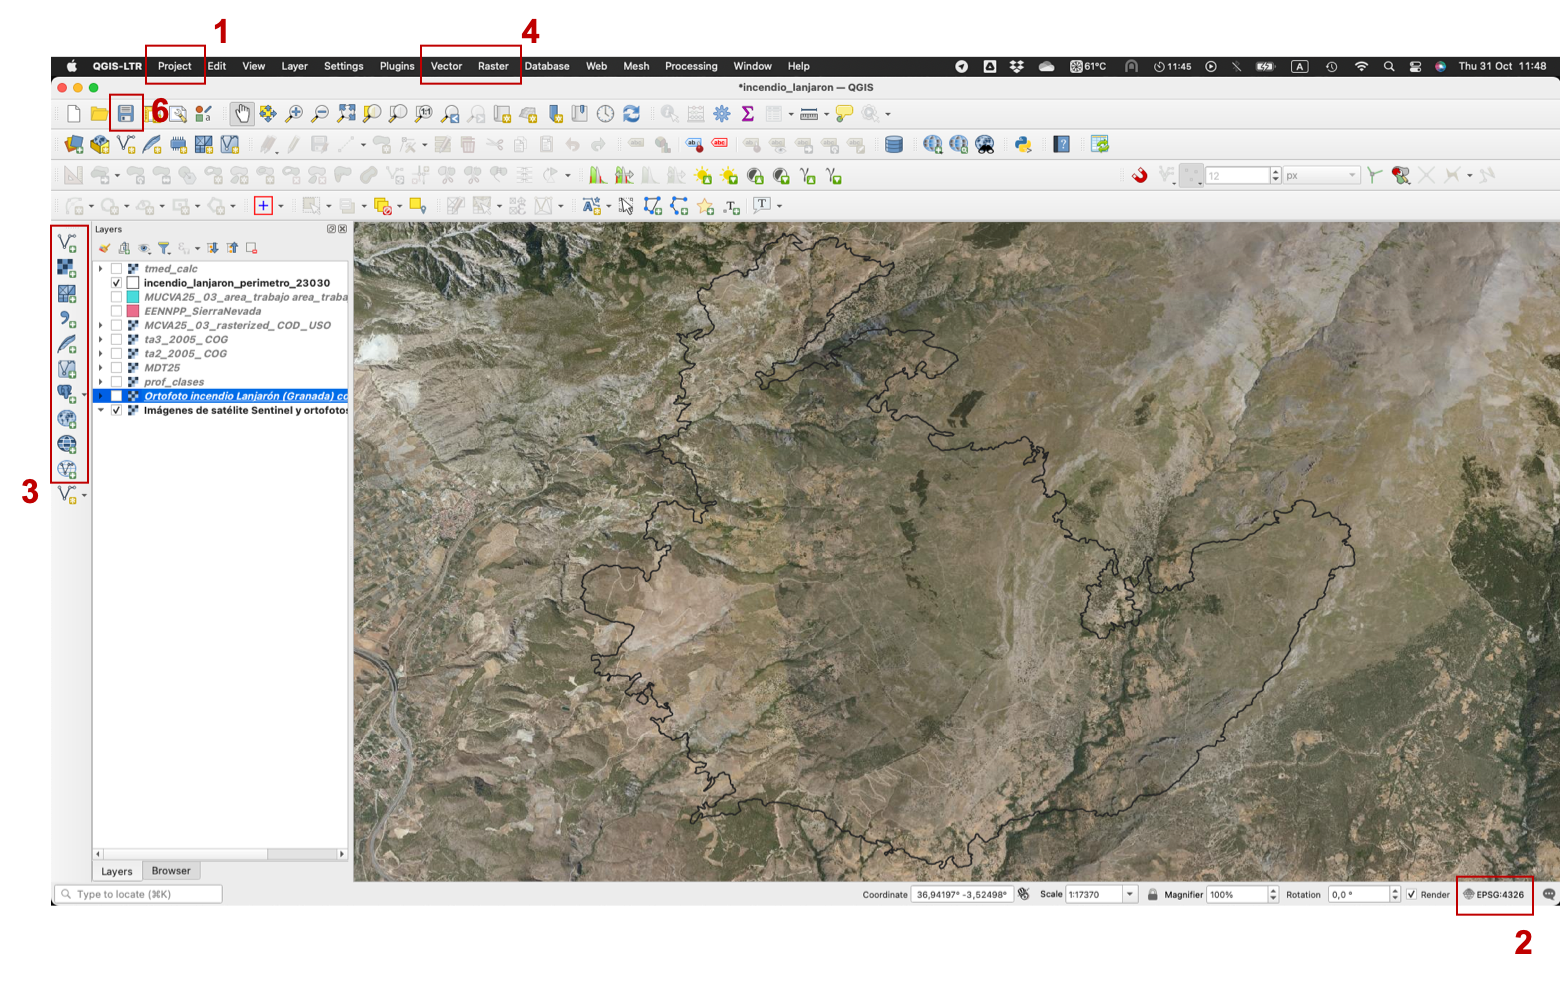 1
4
QGIS-LTR Project Edit View Layer Settings Plugins Vector Raster Database Web Mesh Processing Window Help 61°C 11:45 A Thu 31 Oct 11:48
*incendio_lanjaron — QGIS
6
12 px
Layers
tmed_calc
incendio_lanjaron_perimetro_23030
MUCVA25_03_area_trabajo area_traba
EENNPP_SierraNevada
MCVA25_03_rasterized_COD_USO
ta3_2005_COG
ta2_2005_COG
MDT25
prof_clases
Ortofoto incendio Lanjarón (Granada) co
Imágenes de satélite Sentinel y ortofotos
3
Layers Browser
Type to locate (⌘K) Coordinate 36,94197° -3,52498° Scale 1:17370 Magnifier 100% Rotation 0,0 ° Render EPSG:4326
2